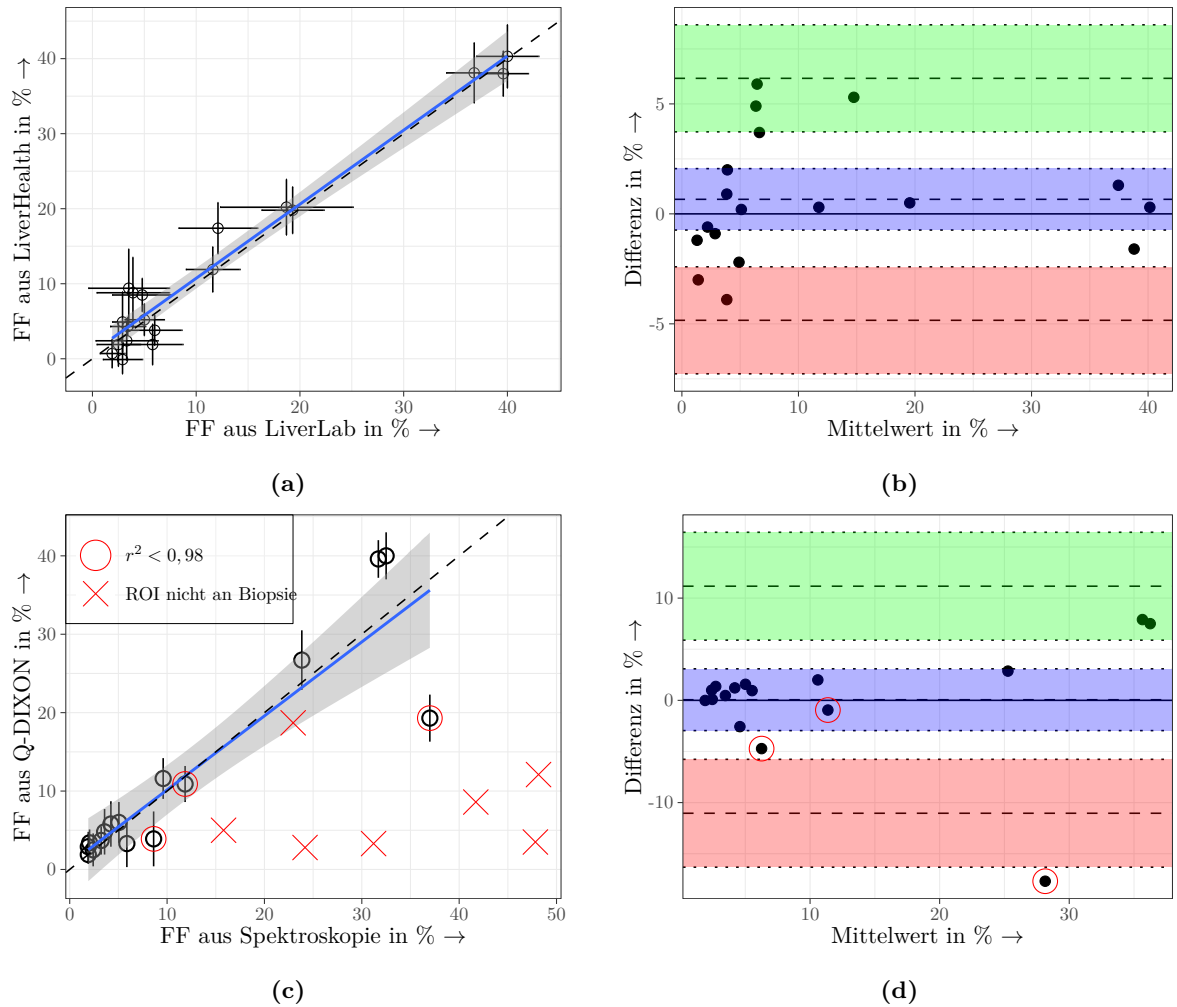 FF aus LiverHealth in % →
40
30
20
10
0
0 10 20 30 40
FF aus LiverLab in % →
(a)
Differenz in % →
5
0
-5
0 10 20 30 40
Mittelwert in % →
(b)
FF aus Q-DIXON in % →
40
30
20
10
0
r² < 0,98
ROI nicht an Biopsie
0 10 20 30 40 50
FF aus Spektroskopie in % →
(c)
Differenz in % →
10
0
-10
10 20 30
Mittelwert in % →
(d)